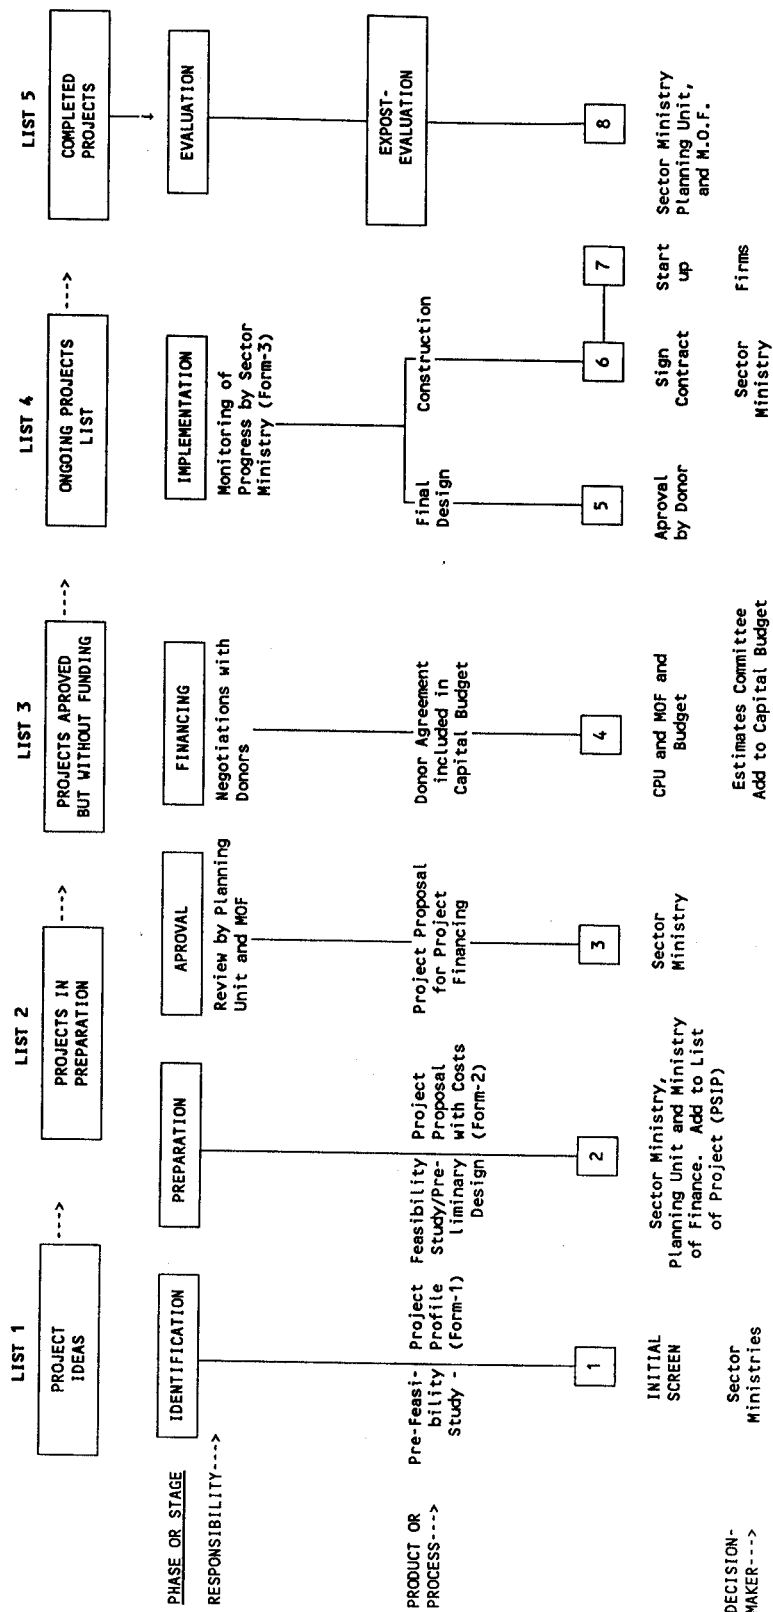 LIST 1
LIST 2
LIST 3
LIST 4
LIST 5
PROJECT
IDEAS
--->
PROJECTS IN
PREPARATION
--->
PROJECTS APROVED
BUT WITHOUT FUNDING
--->
ONGOING PROJECTS
LIST
--->
COMPLETED
PROJECTS
PHASE OR STAGE
IDENTIFICATION
PREPARATION
APROVAL
FINANCING
IMPLEMENTATION
EVALUATION
RESPONSIBILITY--->
Review by Planning
Unit and MOF
Negotiations with
Donors
Monitoring of
Progress by Sector
Ministry (Form-3)
PRODUCT OR
PROCESS--->
Pre-Feasi-
bility
Study -
Project
Profile
(Form-1)
Feasibility
Study/Pre-
liminary
Design
Project
Proposal
with Costs
(Form-2)
Project Proposal
for Project
Financing
Donor Agreement
included in
Capital Budget
Final
Design
Construction
EXPOST-
EVALUATION
1
2
3
4
5
6
7
8
INITIAL
SCREEN
Sector Ministry,
Planning Unit and Ministry
of Finance. Add to List
of Project (PSIP)
Sector
Ministry
CPU and MOF and
Budget
Aproval
by Donor
Sign
Contract
Start
up
Sector Ministry
Planning Unit,
and M.O.F.
DECISION-
MAKER--->
Sector
Ministries
Estimates Committee
Add to Capital Budget
Sector
Ministry
Firms